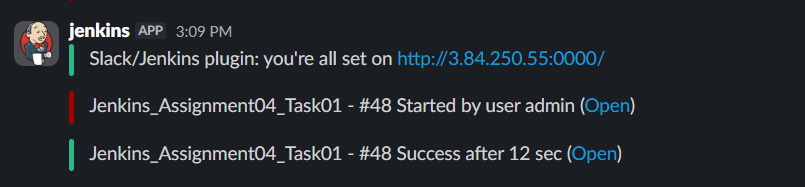 jenkins APP 3:09 PM
Slack/Jenkins plugin: you're all set on http://3.84.250.55:0000/
Jenkins_Assignment04_Task01 - #48 Started by user admin (Open)
Jenkins_Assignment04_Task01 - #48 Success after 12 sec (Open)